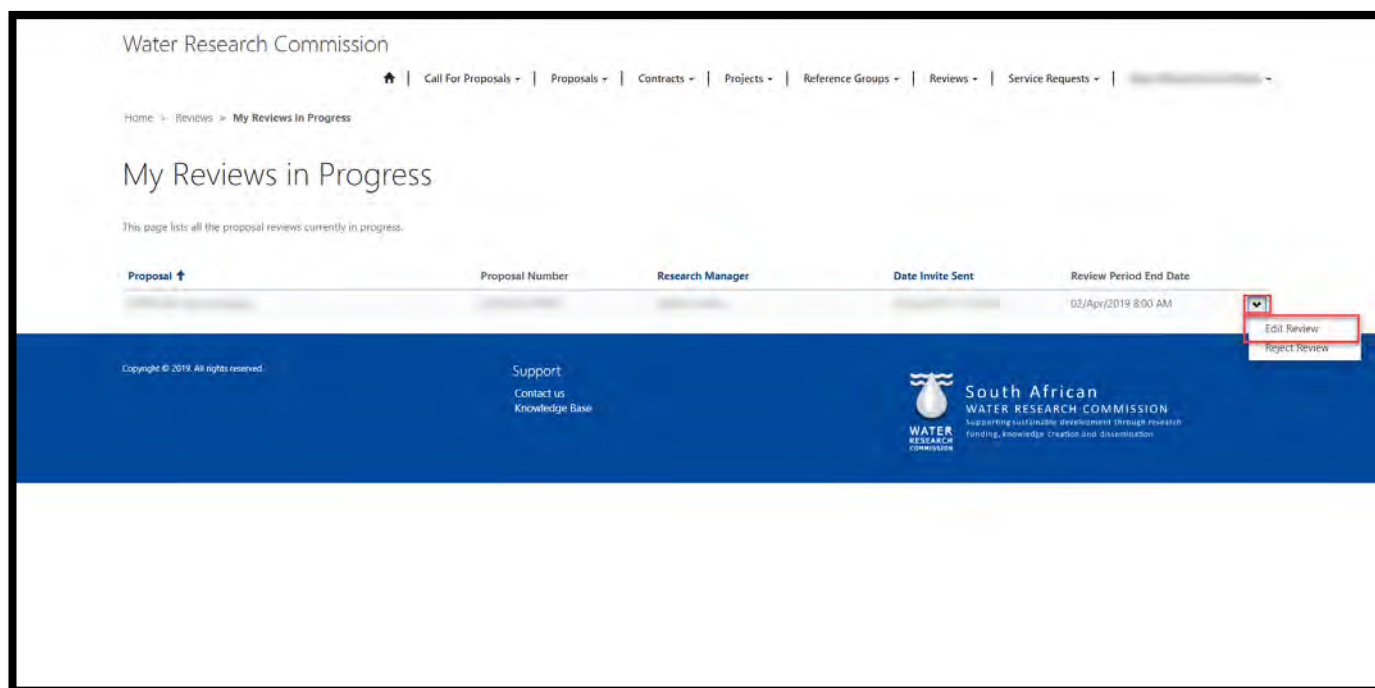 Water Research Commission
Call For Proposals | Proposals | Contracts | Projects | Reference Groups | Reviews | Service Requests |
Home > Reviews > My Reviews in Progress
My Reviews in Progress
This page lists all the proposal reviews currently in progress.
Proposal Proposal Number Research Manager Date Invite Sent Review Period End Date
02/Apr/2019 8:00 AM
Edit Review
Reject Review
Copyright © 2019. All rights reserved.
Support
Contact us
Knowledge Base
WATER
RESEARCH
COMMISSION
South African
WATER RESEARCH COMMISSION
Supporting sustainable development through research
funding, knowledge creation and dissemination